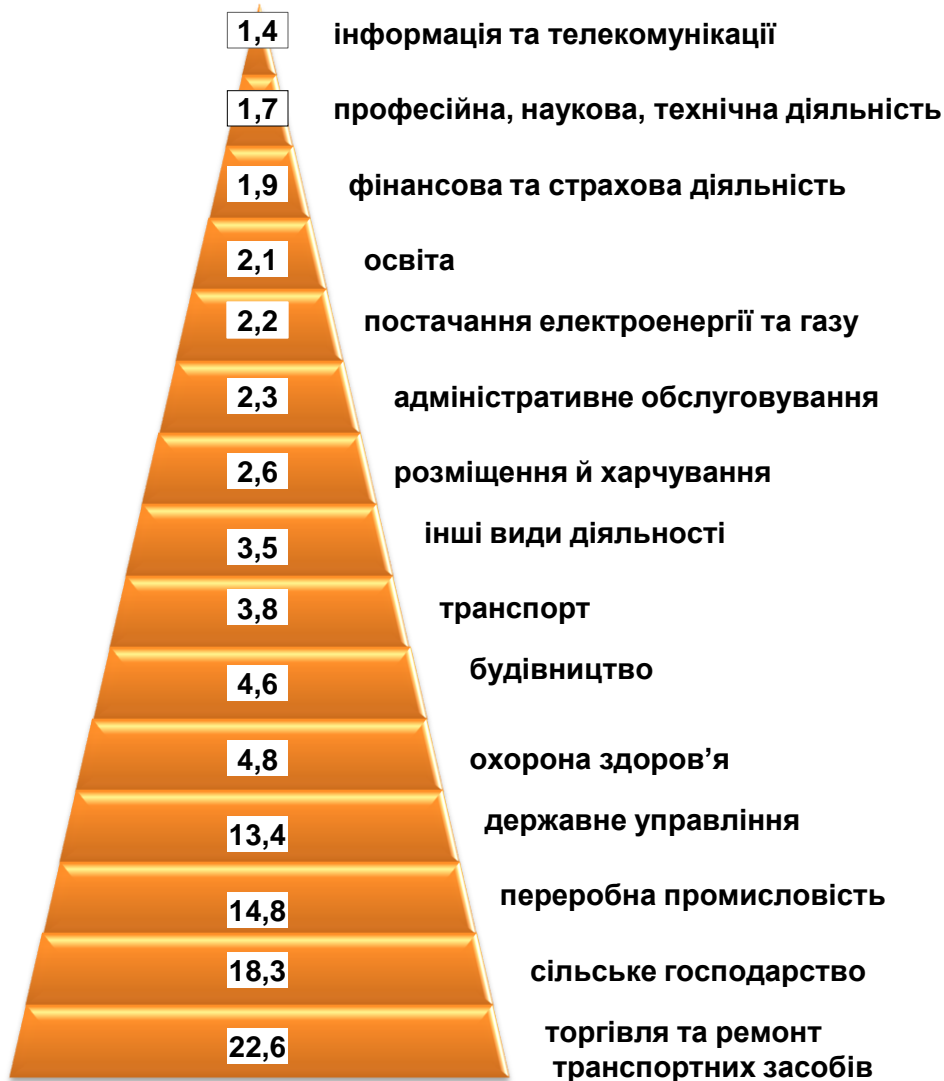 1,4 інформація та телекомунікації
1,7 професійна, наукова, технічна діяльність
1,9 фінансова та страхова діяльність
2,1 освіта
2,2 постачання електроенергії та газу
2,3 адміністративне обслуговування
2,6 розміщення й харчування
3,5 інші види діяльності
3,8 транспорт
4,6 будівництво
4,8 охорона здоров’я
13,4 державне управління
14,8 переробна промисловість
18,3 сільське господарство
22,6 торгівля та ремонт
транспортних засобів